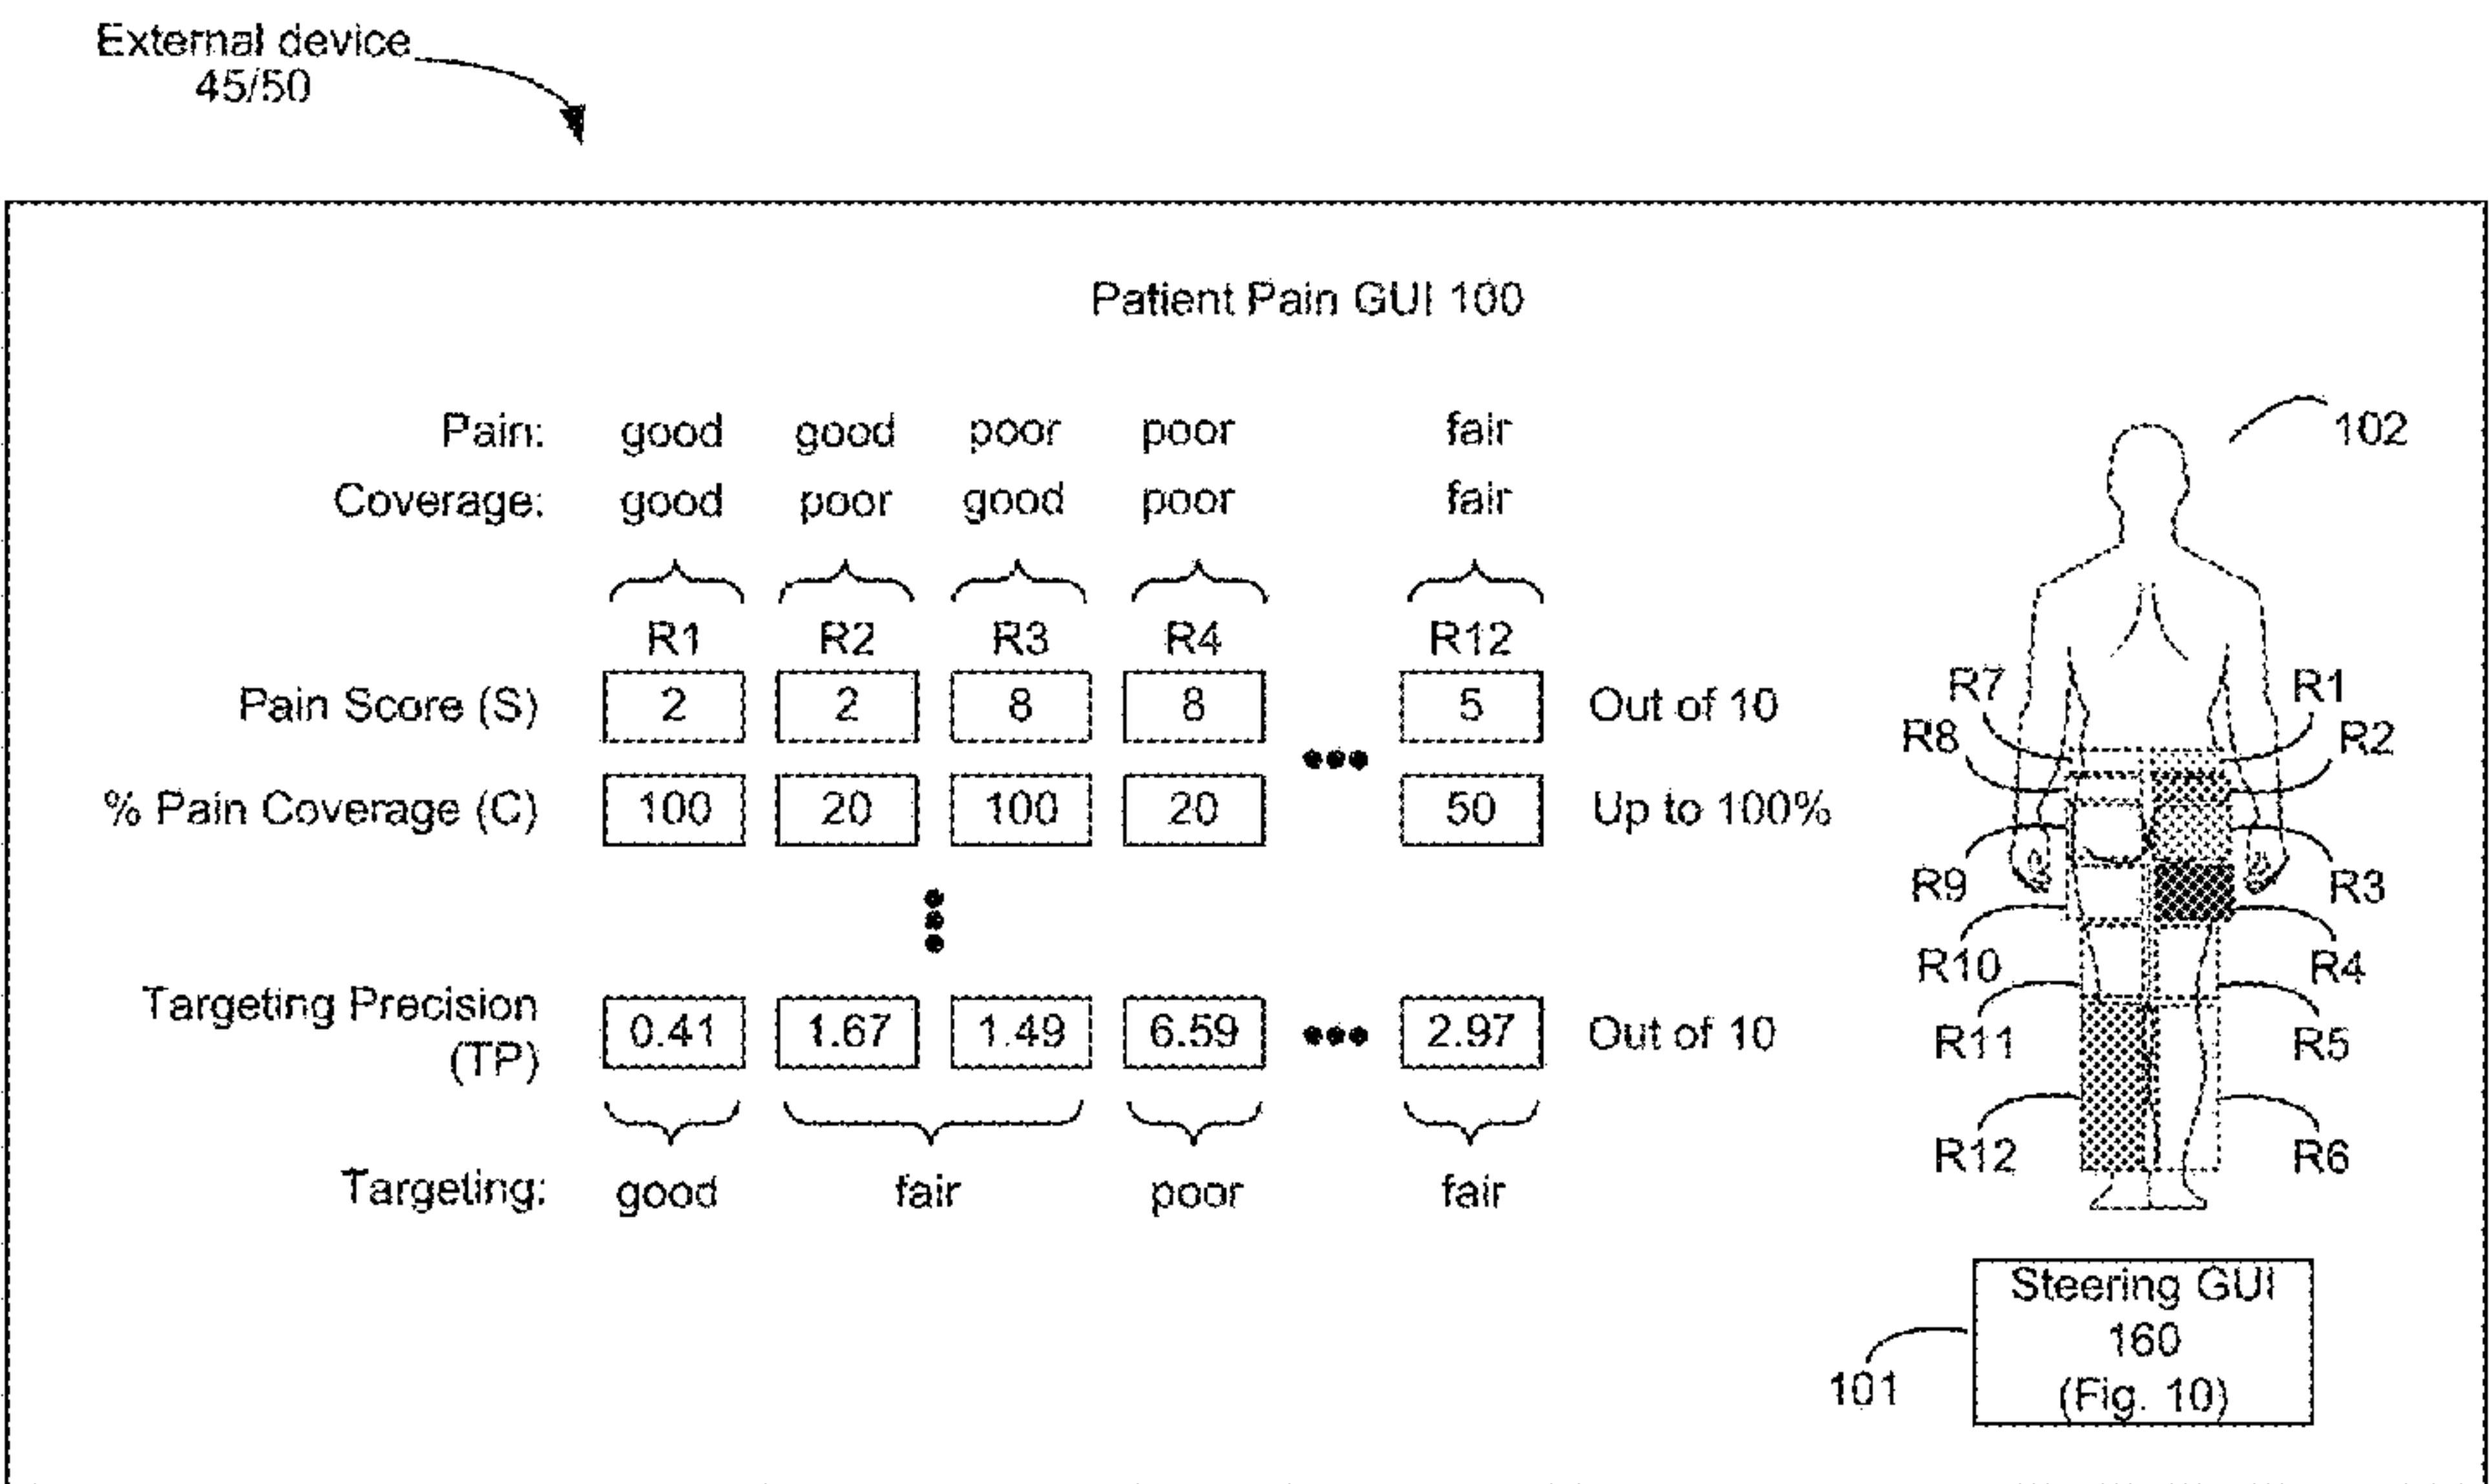 External device
45/50
Patient Pain GUI 100
Pain: good good poor poor fair
Coverage: good poor good poor fair
R1 R2 R3 R4 R12
Pain Score (S) 2 2 8 8 5 Out of 10
% Pain Coverage (C) 100 20 100 20 50 Up to 100%
Targeting Precision
(TP) 0.41 1.67 1.49 6.59 2.97 Out of 10
Targeting: good fair poor fair
102
R7 R1
R8 R2
R9 R3
R10 R4
R11 R5
R12 R6
Steering GUI
160
(Fig. 10)
101